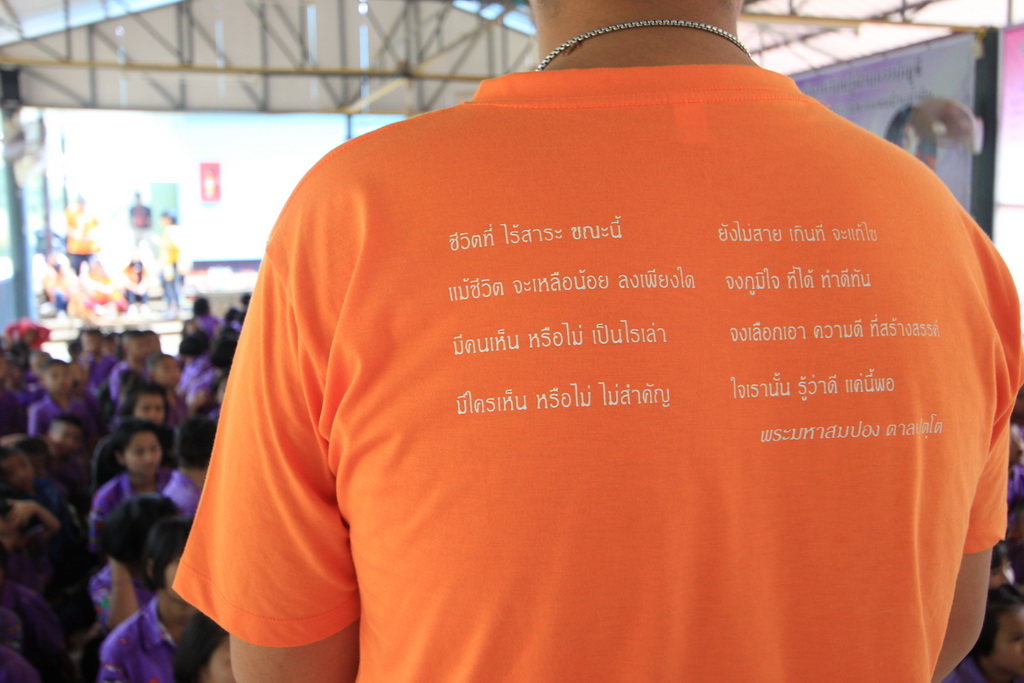 ชีวิตที่ ไร้สาระ ขณะนี้ ยังไม่สาย เกินที จะแก้ไข
แม้ชีวิต จะเหลือน้อย ลงเพียงใด จงภูมิใจ ที่ได้ ทำดีทัน
มีคนเห็น หรือไม่ เป็นไรเล่า จงเลือกเอา ความดี ที่สร้างสรรค์
มีใครเห็น หรือไม่ ไม่สำคัญ ใจเรานั้น รู้ว่าดี แค่นี้พอ
พระมหาสมปอง ตาลปุตฺโต